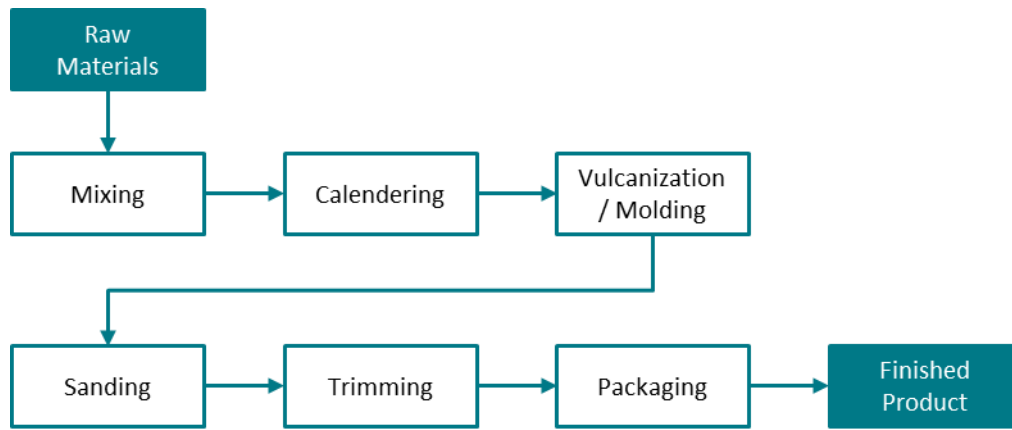 Raw
Materials
Mixing
Calendering
Vulcanization
/ Molding
Sanding
Trimming
Packaging
Finished
Product